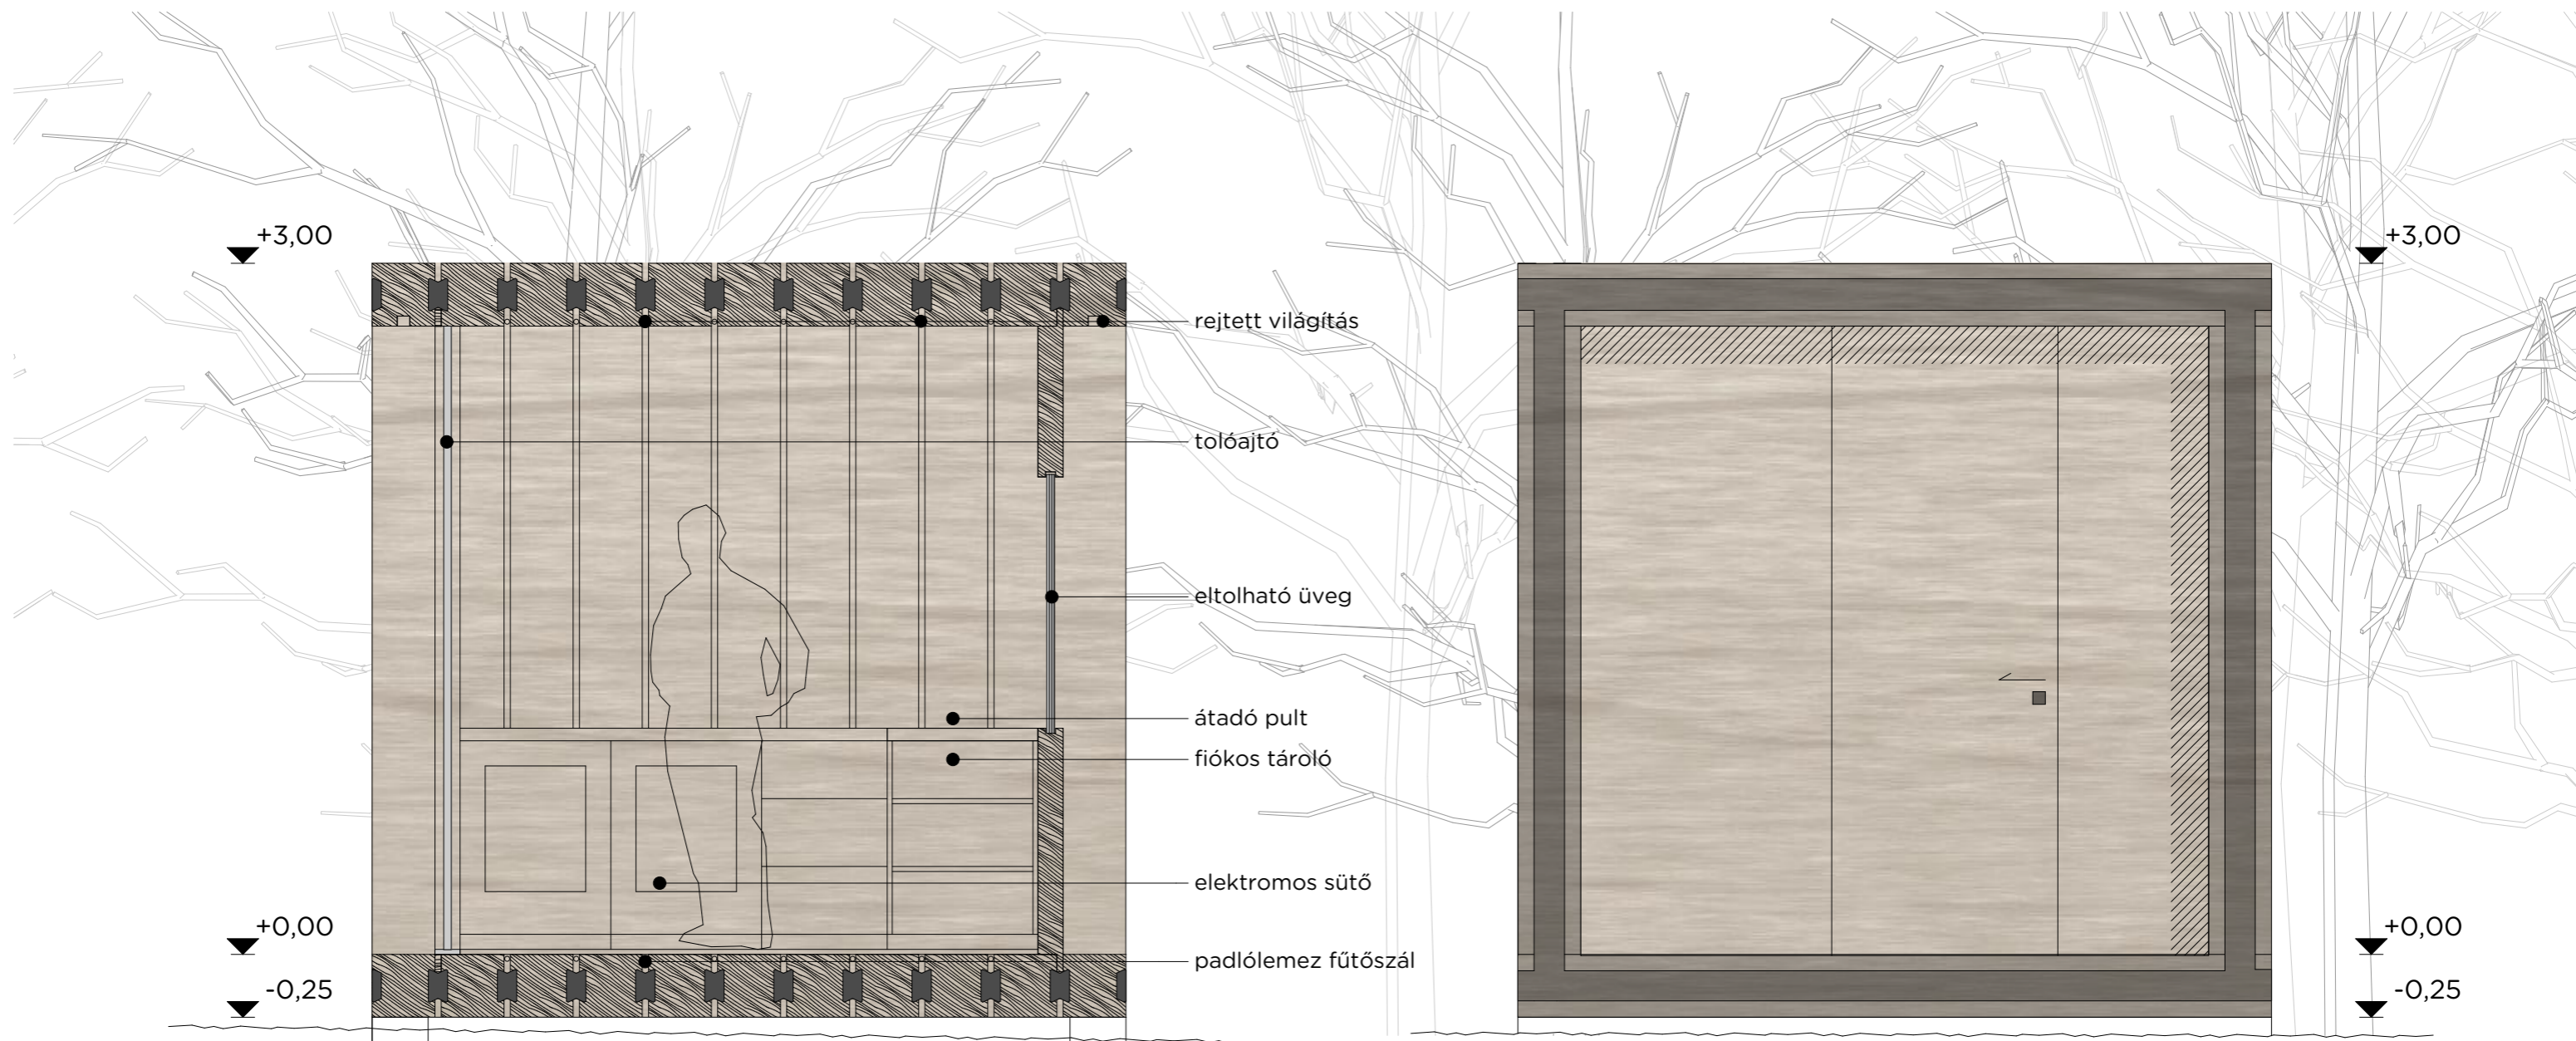 +3,00
+3,00
rejtett világítás
tolóajtó
eltolható üveg
átadó pult
fiókos tároló
elektromos sütő
+0,00
+0,00
padlólemez fűtőszál
-0,25
-0,25